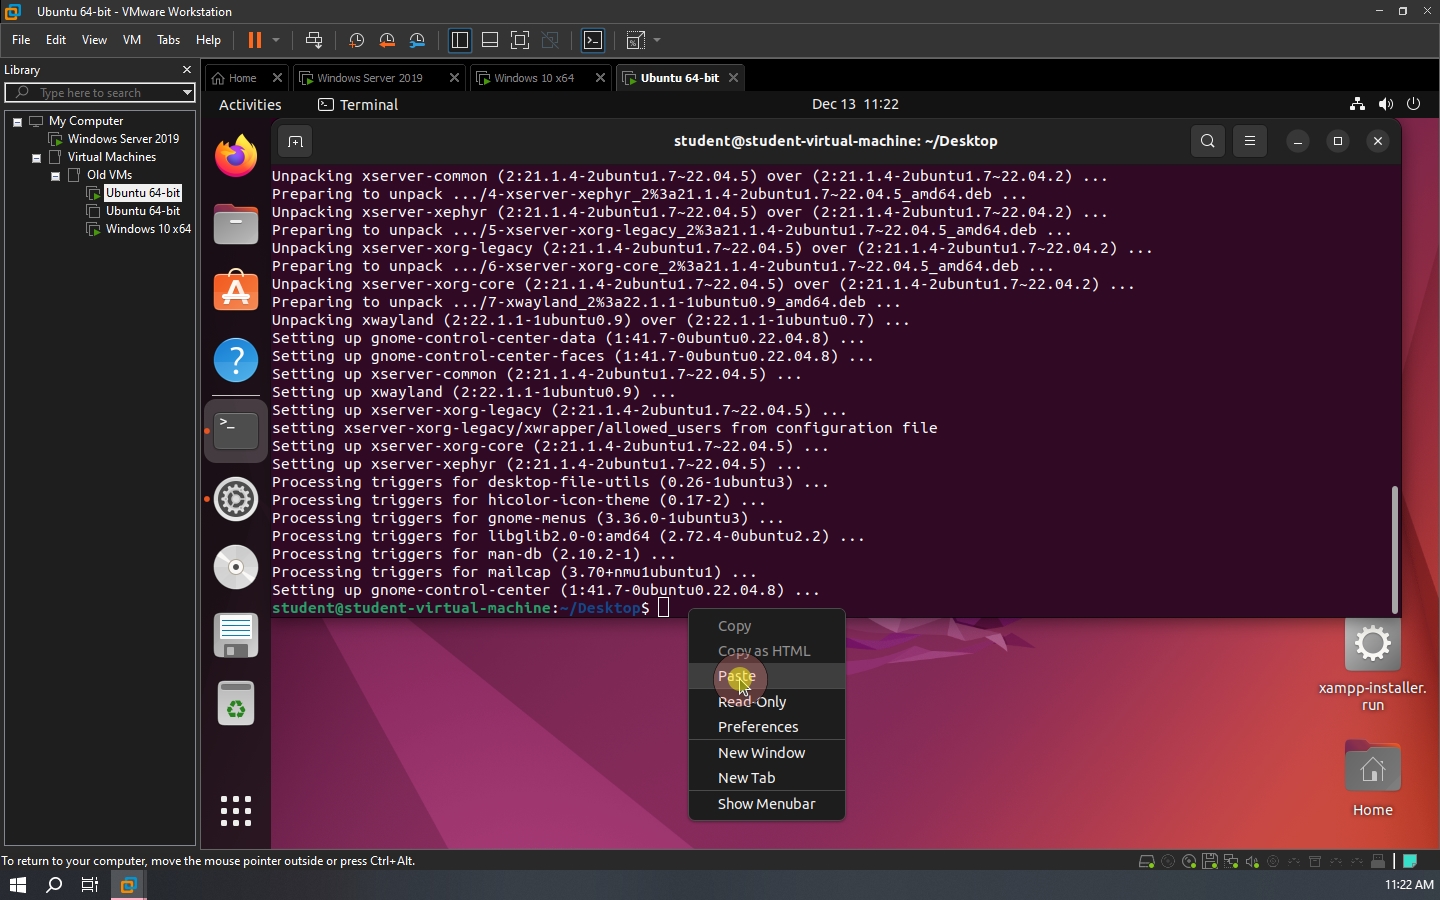 Ubuntu 64-bit - VMware Workstation
File Edit View VM Tabs Help
Library
Type here to search
My Computer
Windows Server 2019
Virtual Machines
Old VMs
Ubuntu 64-bit
Ubuntu 64-bit
Windows 10 x64
Home Windows Server 2019 Windows 10 x64 Ubuntu 64-bit
Activities Terminal Dec 13 11:22
student@student-virtual-machine: ~/Desktop
Unpacking xserver-common (2:21.1.4-2ubuntu1.7~22.04.5) over (2:21.1.4-2ubuntu1.7~22.04.2) ...
Preparing to unpack .../4-xserver-xephyr_2%3a21.1.4-2ubuntu1.7~22.04.5_amd64.deb ...
Unpacking xserver-xephyr (2:21.1.4-2ubuntu1.7~22.04.5) over (2:21.1.4-2ubuntu1.7~22.04.2) ...
Preparing to unpack .../5-xserver-xorg-legacy_2%3a21.1.4-2ubuntu1.7~22.04.5_amd64.deb ...
Unpacking xserver-xorg-legacy (2:21.1.4-2ubuntu1.7~22.04.5) over (2:21.1.4-2ubuntu1.7~22.04.2) ...
Preparing to unpack .../6-xserver-xorg-core_2%3a21.1.4-2ubuntu1.7~22.04.5_amd64.deb ...
Unpacking xserver-xorg-core (2:21.1.4-2ubuntu1.7~22.04.5) over (2:21.1.4-2ubuntu1.7~22.04.2) ...
Preparing to unpack .../7-xwayland_2%3a22.1.1-1ubuntu0.9_amd64.deb ...
Unpacking xwayland (2:22.1.1-1ubuntu0.9) over (2:22.1.1-1ubuntu0.7) ...
Setting up gnome-control-center-data (1:41.7-0ubuntu0.22.04.8) ...
Setting up gnome-control-center-faces (1:41.7-0ubuntu0.22.04.8) ...
Setting up xserver-common (2:21.1.4-2ubuntu1.7~22.04.5) ...
Setting up xwayland (2:22.1.1-1ubuntu0.9) ...
Setting up xserver-xorg-legacy (2:21.1.4-2ubuntu1.7~22.04.5) ...
setting xserver-xorg-legacy/xwrapper/allowed_users from configuration file
Setting up xserver-xorg-core (2:21.1.4-2ubuntu1.7~22.04.5) ...
Setting up xserver-xephyr (2:21.1.4-2ubuntu1.7~22.04.5) ...
Processing triggers for desktop-file-utils (0.26-1ubuntu3) ...
Processing triggers for hicolor-icon-theme (0.17-2) ...
Processing triggers for gnome-menus (3.36.0-1ubuntu3) ...
Processing triggers for libglib2.0-0:amd64 (2.72.4-0ubuntu2.2) ...
Processing triggers for man-db (2.10.2-1) ...
Processing triggers for mailcap (3.70+nmu1ubuntu1) ...
Setting up gnome-control-center (1:41.7-0ubuntu0.22.04.8) ...
student@student-virtual-machine:~/Desktop$
Copy
Copy as HTML
Paste
Read-Only
Preferences
New Window
New Tab
Show Menubar
xampp-installer.
run
Home
To return to your computer, move the mouse pointer outside or press Ctrl+Alt.
11:22 AM